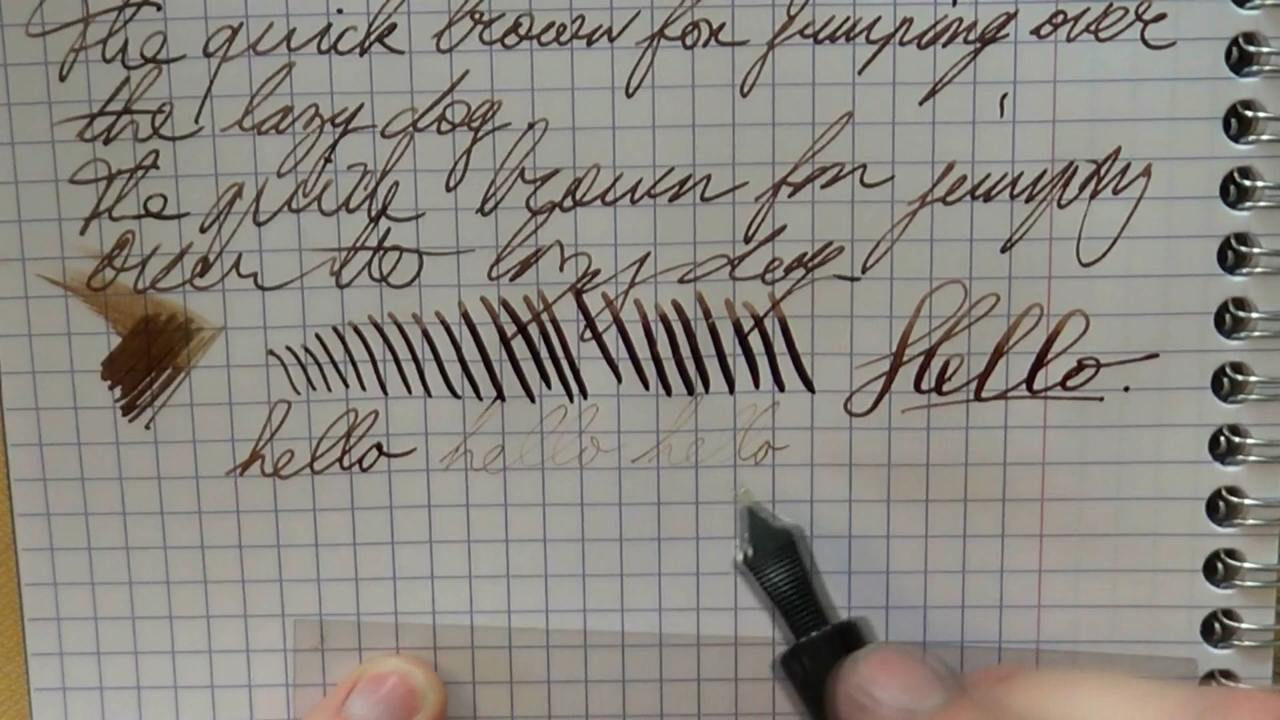 The quick brown fox jumping over
the lazy dog.
The quick brown fox jumping
over the lazy dog
Hello.
hello hello hello